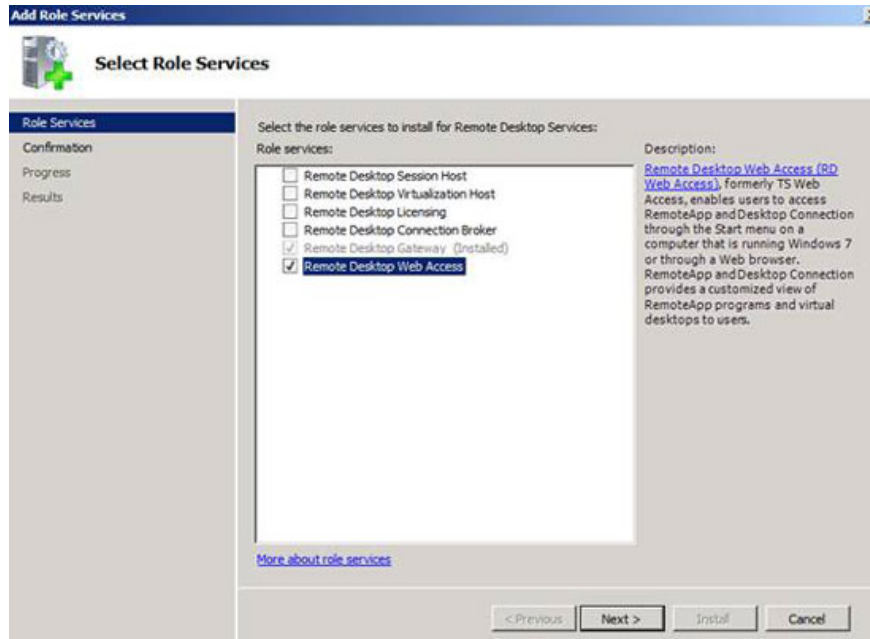 Add Role Services
Select Role Services
Role Services
Confirmation
Progress
Results
Select the role services to install for Remote Desktop Services:
Role services:
Remote Desktop Session Host
Remote Desktop Virtualization Host
Remote Desktop Licensing
Remote Desktop Connection Broker
Remote Desktop Gateway (Installed)
Remote Desktop Web Access
More about role services
Description:
Remote Desktop Web Access (RD
Web Access), formerly TS Web
Access, enables users to access
RemoteApp and Desktop Connection
through the Start menu on a
computer that is running Windows 7
or through a Web browser.
RemoteApp and Desktop Connection
provides a customized view of
RemoteApp programs and virtual
desktops to users.
< Previous
Next >
Install
Cancel